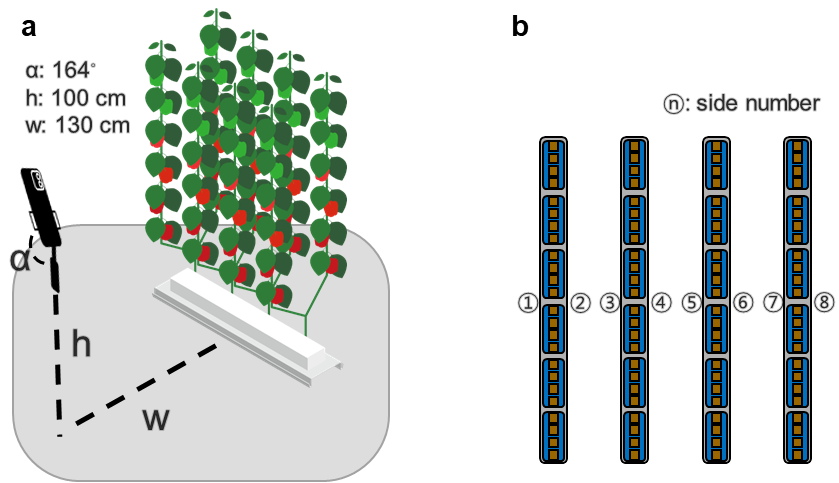 a
α: 164°
h: 100 cm
w: 130 cm
α
h
w
b
ⓝ: side number
① ② ③ ④ ⑤ ⑥ ⑦ ⑧